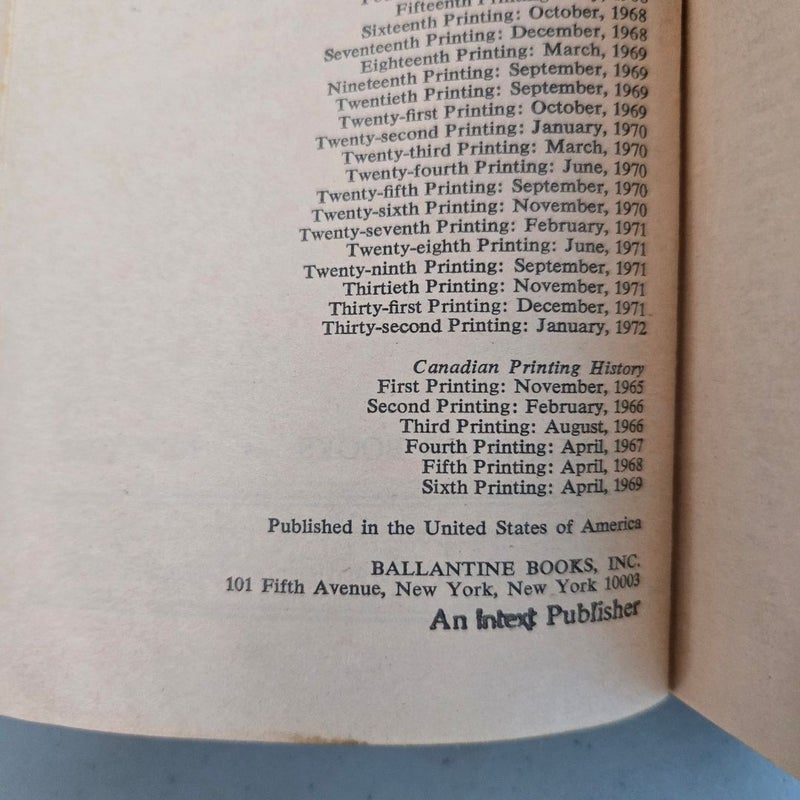 Fifteenth Printing:
Sixteenth Printing: October, 1968
Seventeenth Printing: December, 1968
Eighteenth Printing: March, 1969
Nineteenth Printing: September, 1969
Twentieth Printing: September, 1969
Twenty-first Printing: October, 1969
Twenty-second Printing: January, 1970
Twenty-third Printing: March, 1970
Twenty-fourth Printing: June, 1970
Twenty-fifth Printing: September, 1970
Twenty-sixth Printing: November, 1970
Twenty-seventh Printing: February, 1971
Twenty-eighth Printing: June, 1971
Twenty-ninth Printing: September, 1971
Thirtieth Printing: November, 1971
Thirty-first Printing: December, 1971
Thirty-second Printing: January, 1972
Canadian Printing History
First Printing: November, 1965
Second Printing: February, 1966
Third Printing: August, 1966
Fourth Printing: April, 1967
Fifth Printing: April, 1968
Sixth Printing: April, 1969
Published in the United States of America
BALLANTINE BOOKS, INC.
101 Fifth Avenue, New York, New York 10003
An Intext Publisher